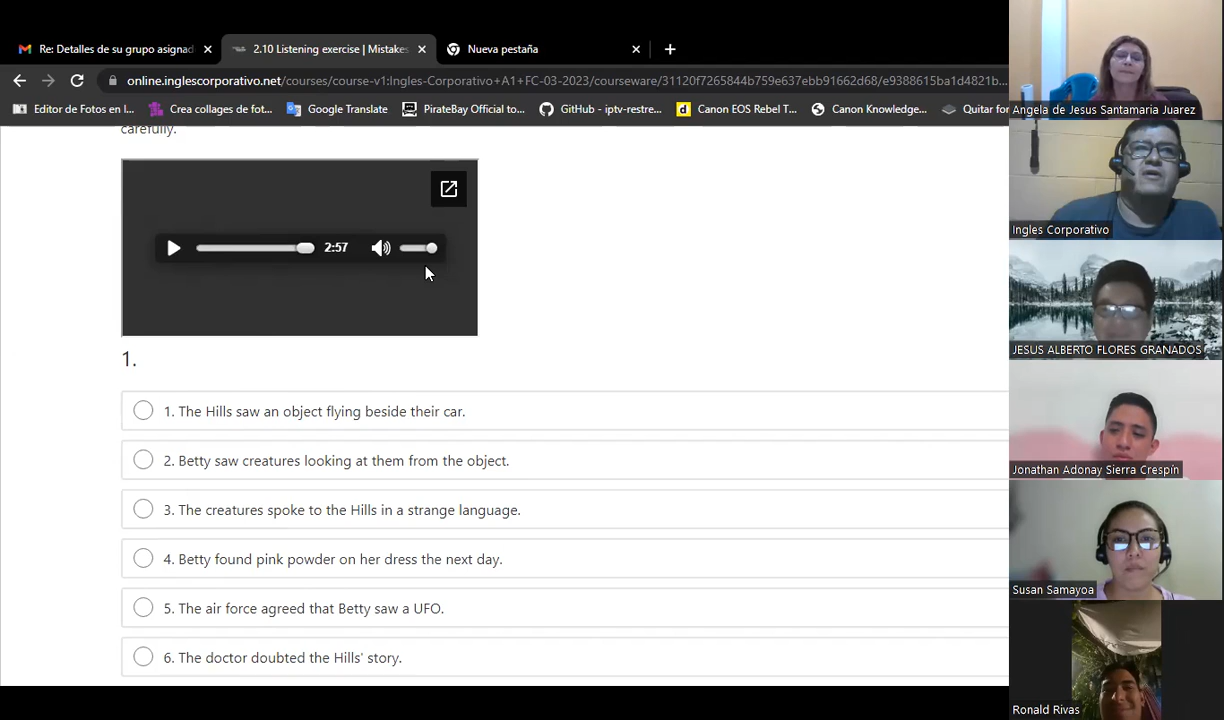 Re: Detalles de su grupo asignad
2.10 Listening exercise | Mistakes
Nueva pestaña
online.inglescorporativo.net/courses/course-v1:Ingles-Corporativo+A1+FC-03-2023/courseware/31120f7265844b759e637ebb91662d68/e9388615ba1d4821b...
Editor de Fotos en l...
Crea collages de fot...
Google Translate
PirateBay Official to...
GitHub - iptv-restre...
Canon EOS Rebel T...
Canon Knowledge...
Quitar for
carefully.
2:57
1.
1. The Hills saw an object flying beside their car.
2. Betty saw creatures looking at them from the object.
3. The creatures spoke to the Hills in a strange language.
4. Betty found pink powder on her dress the next day.
5. The air force agreed that Betty saw a UFO.
6. The doctor doubted the Hills' story.
Angela de Jesus Santamaria Juarez
Ingles Corporativo
JESUS ALBERTO FLORES GRANADOS
Jonathan Adonay Sierra Crespín
Susan Samayoa
Ronald Rivas